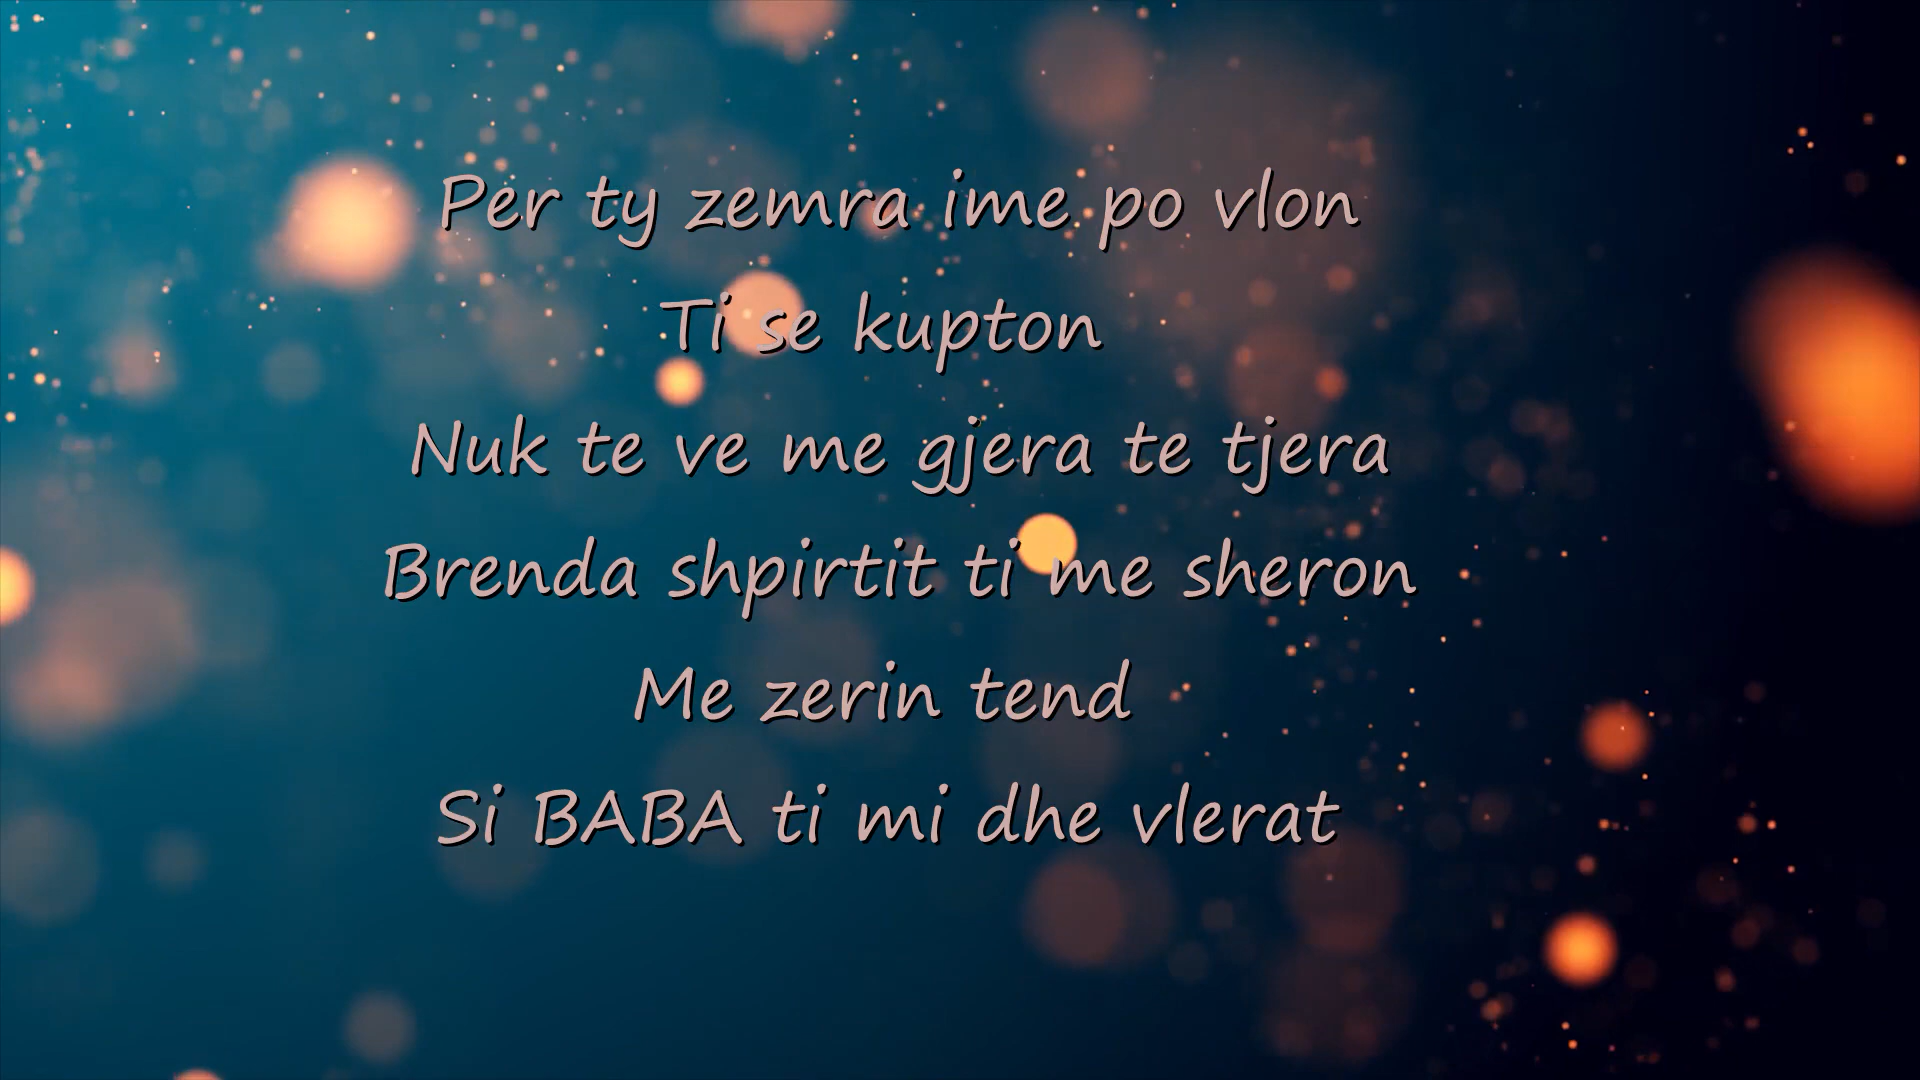 Per ty zemra ime po vlon
Ti se kupton
Nuk te ve me gjera te tjera
Brenda shpirtit ti me sheron
Me zerin tend
Si BABA ti mi dhe vlerat